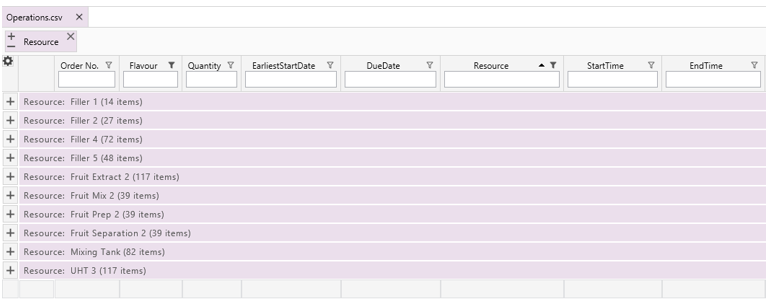 Operations.csv
Resource
Order No. Flavour Quantity EarliestStartDate DueDate Resource StartTime EndTime
Resource: Filler 1 (14 items)
Resource: Filler 2 (27 items)
Resource: Filler 4 (72 items)
Resource: Filler 5 (48 items)
Resource: Fruit Extract 2 (117 items)
Resource: Fruit Mix 2 (39 items)
Resource: Fruit Prep 2 (39 items)
Resource: Fruit Separation 2 (39 items)
Resource: Mixing Tank (82 items)
Resource: UHT 3 (117 items)